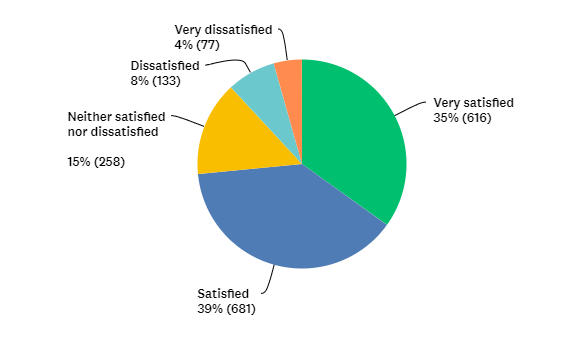 Very dissatisfied
4% (77)
Dissatisfied
8% (133)
Neither satisfied
nor dissatisfied
15% (258)
Very satisfied
35% (616)
Satisfied
39% (681)